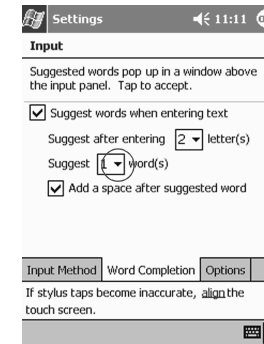 Settings 11:11
Input
Suggested words pop up in a window above
the input panel. Tap to accept.
Suggest words when entering text
Suggest after entering 2 letter(s)
Suggest 1 word(s)
Add a space after suggested word
Input Method Word Completion Options
If stylus taps become inaccurate, align the
touch screen.